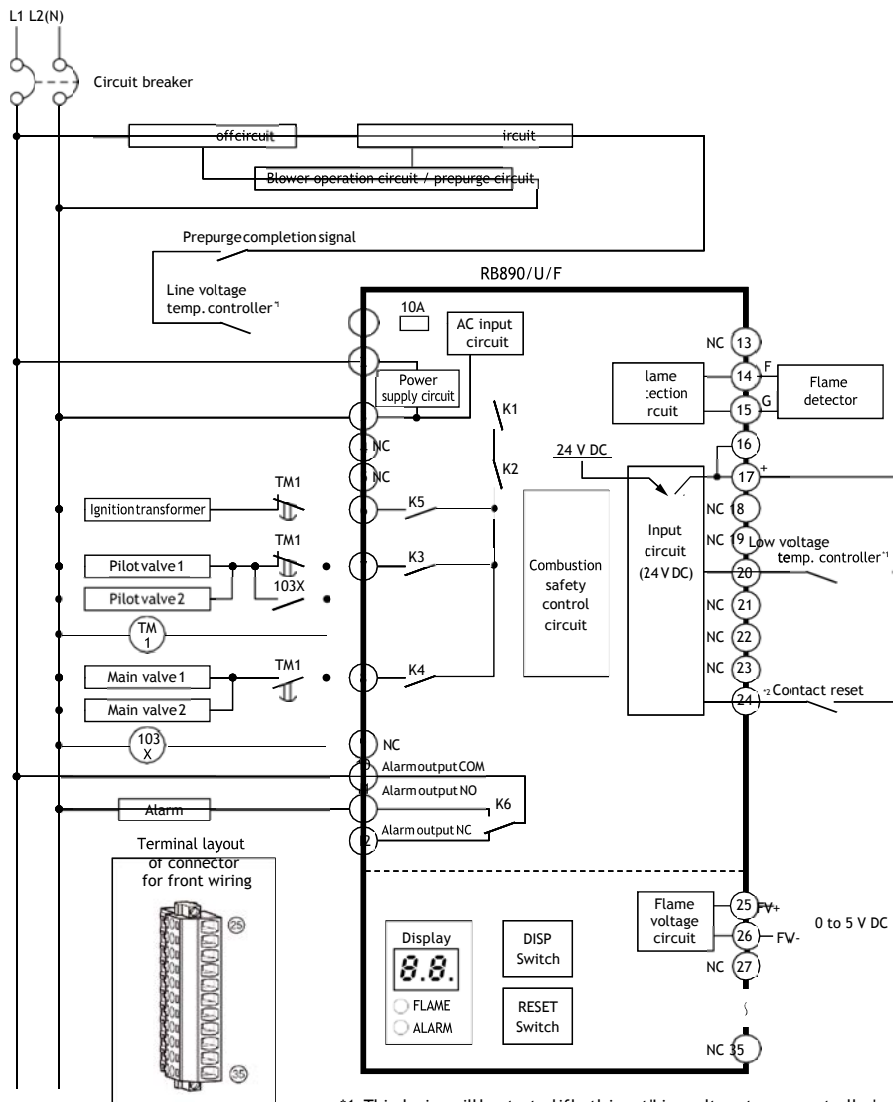 L1 L2(N)
Circuit breaker
off circuit
ircuit
Blower operation circuit / prepurge circuit
Prepurge completion signal
Line voltage
temp. controller*1
RB890/U/F
10A
AC input
circuit
Power
supply circuit
NC
NC
K1
K2
TM1
Ignition transformer
K5
TM1
Pilot valve 1
K3
103X
Pilot valve 2
TM
1
TM1
Main valve 1
K4
Main valve 2
103
X
NC
Alarm output COM
Alarm output NO
K6
Alarm
Alarm output NC
2
Combustion
safety
control
circuit
24 V DC
Input
circuit
(24 V DC)
lame
ection
rcuit
NC 13
14 F
15 G
Flame
detector
16
17 +
NC 18
NC 19
Low voltage
temp. controller*1
20
NC 21
NC 22
NC 23
24
*2 Contact reset
Terminal layout
of connector
for front wiring
25
35
Display
8.8.
FLAME
ALARM
DISP
Switch
RESET
Switch
Flame
voltage
circuit
25 FV+
26 FV-
0 to 5 V DC
NC 27
NC 35